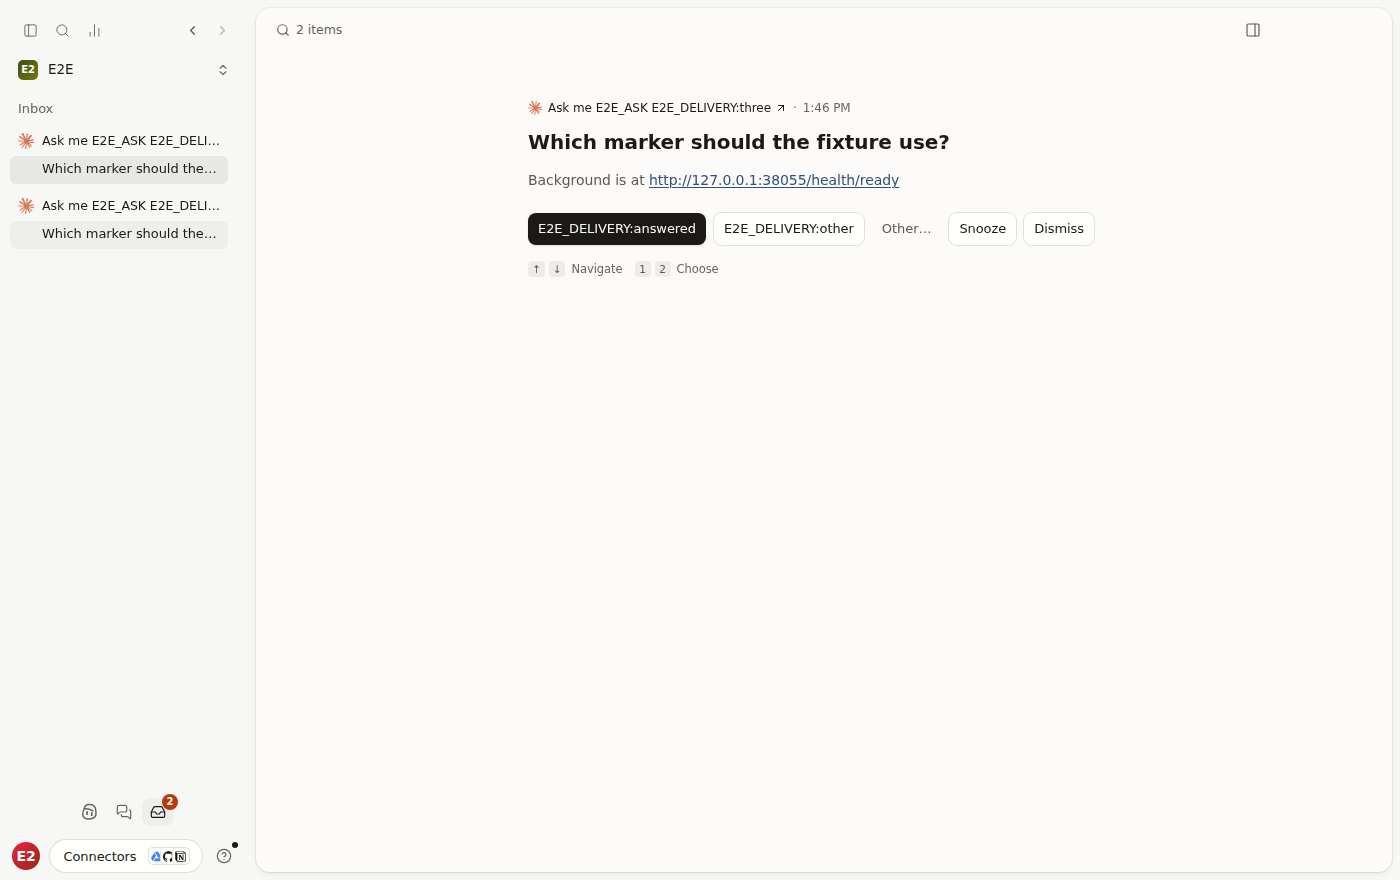 E2 E2E
Inbox
Ask me E2E_ASK E2E_DELI...
Which marker should the...
Ask me E2E_ASK E2E_DELI...
Which marker should the...
2
E2 Connectors
2 items
Ask me E2E_ASK E2E_DELIVERY:three · 1:46 PM
Which marker should the fixture use?
Background is at http://127.0.0.1:38055/health/ready
E2E_DELIVERY:answered E2E_DELIVERY:other Other... Snooze Dismiss
↑ ↓ Navigate 1 2 Choose